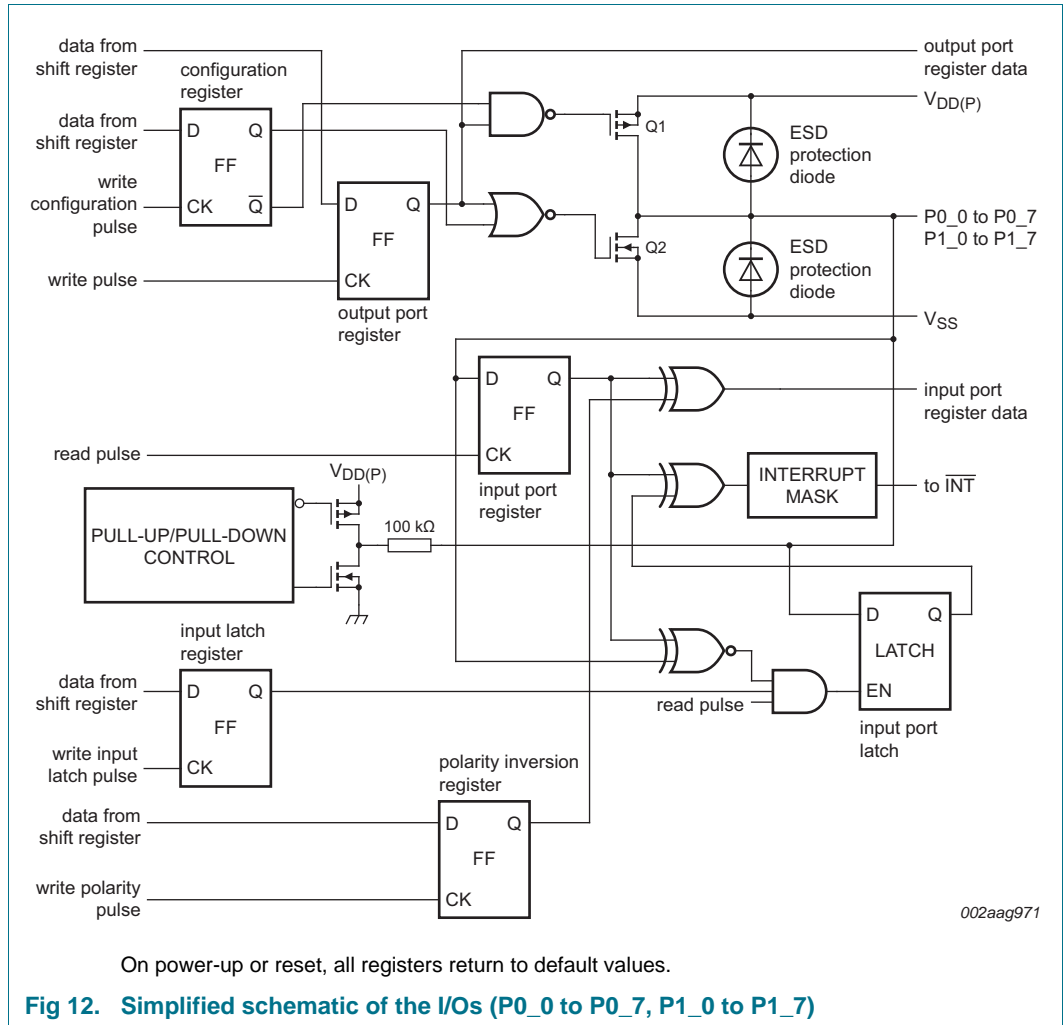 data from
shift register
configuration
register
data from
shift register
write
configuration
pulse
D
Q
FF
CK
Q̅
write pulse
D
Q
FF
CK
output port
register
Q1
Q2
output port
register data
VDD(P)
ESD
protection
diode
P0_0 to P0_7
P1_0 to P1_7
ESD
protection
diode
VSS
D
Q
FF
CK
input port
register
read pulse
input port
register data
INTERRUPT
MASK
to I̅N̅T̅
VDD(P)
PULL-UP/PULL-DOWN
CONTROL
100 kΩ
D
Q
LATCH
EN
input port
latch
read pulse
input latch
register
data from
shift register
D
Q
FF
CK
write input
latch pulse
polarity inversion
register
data from
shift register
D
Q
FF
CK
write polarity
pulse
002aag971
On power-up or reset, all registers return to default values.
Fig 12. Simplified schematic of the I/Os (P0_0 to P0_7, P1_0 to P1_7)